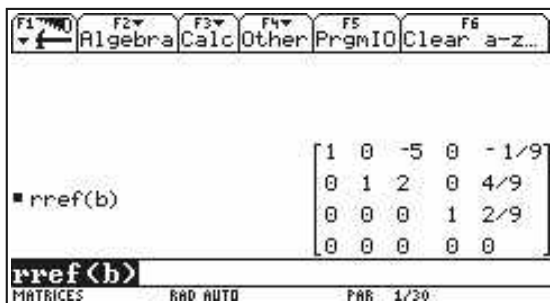 F1 F2 F3 F4 F5 F6
Algebra Calc Other PrgmIO Clear a-z…
1 0 -5 0 -1/9
0 1 2 0 4/9
rref(b)
0 0 0 1 2/9
0 0 0 0 0
rref(b)
MATRICES RAD AUTO PAR 1/30